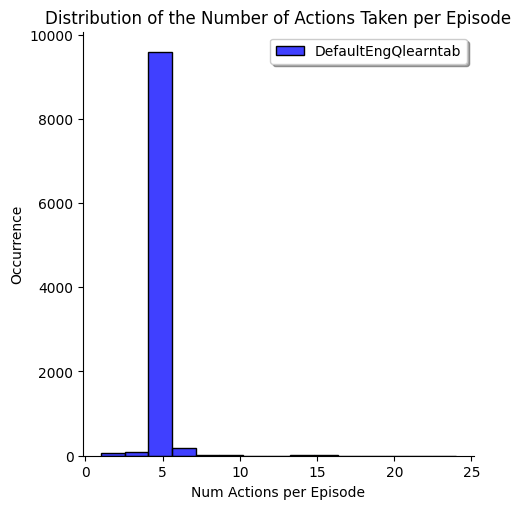 Distribution of the Number of Actions Taken per Episode
DefaultEngQlearntab
10000
8000
6000
4000
2000
0
Occurrence
0 5 10 15 20 25
Num Actions per Episode